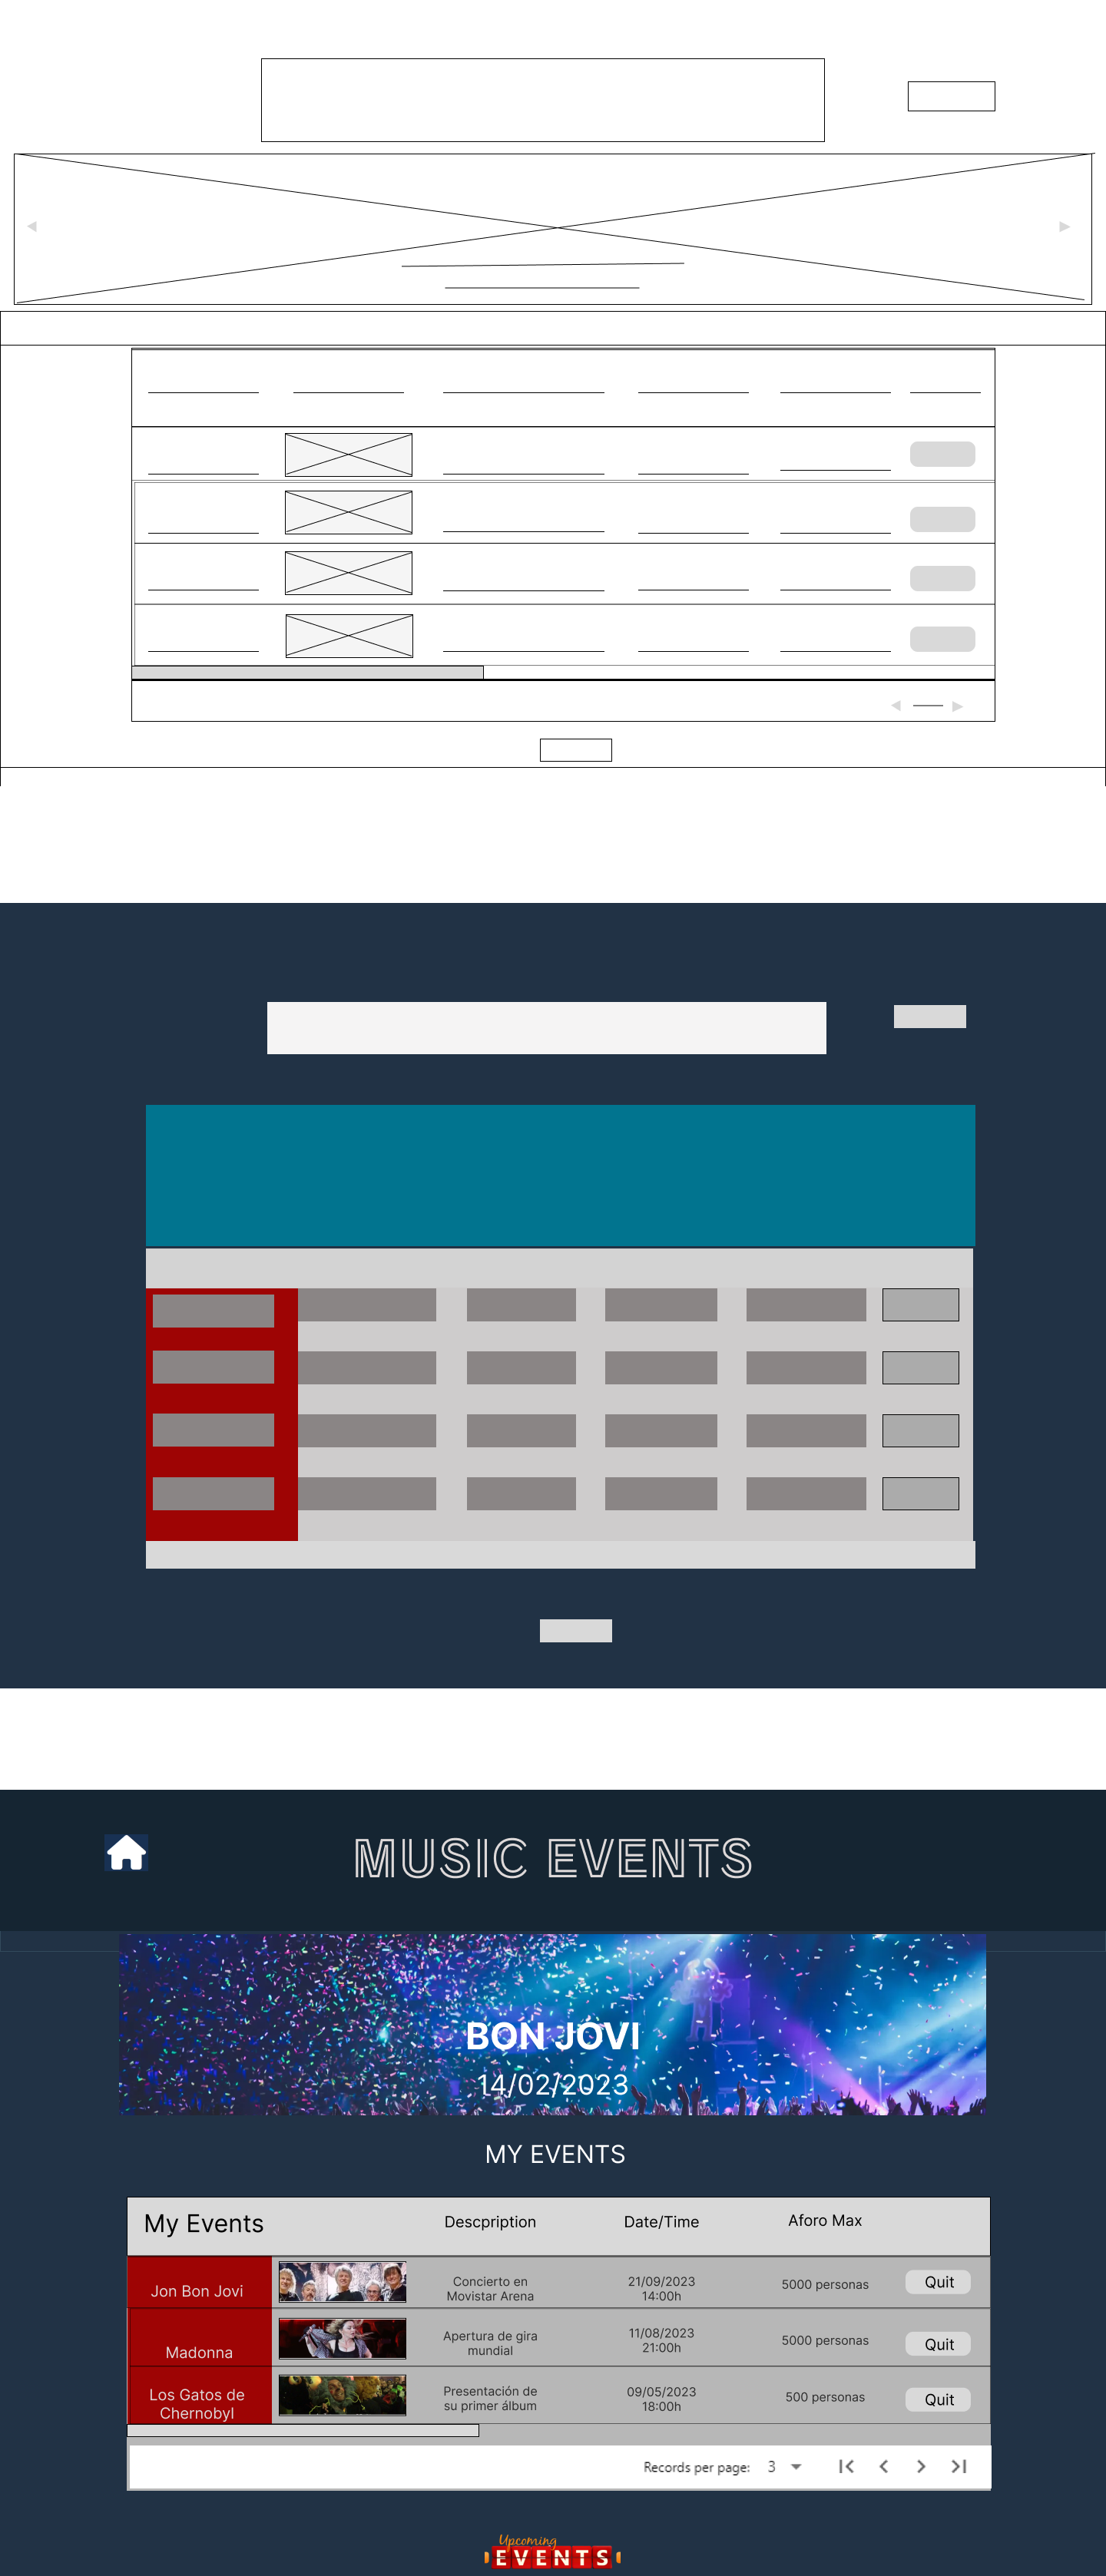 MUSIC EVENTS
BON JOVI
14/02/2023
MY EVENTS
My Events
Descpription
Date/Time
Aforo Max
Jon Bon Jovi
Concierto en
Movistar Arena
21/09/2023
14:00h
5000 personas
Quit
Madonna
Apertura de gira
mundial
11/08/2023
21:00h
5000 personas
Quit
Los Gatos de
Chernobyl
Presentación de
su primer álbum
09/05/2023
18:00h
500 personas
Quit
Records per page: 3
Upcoming
EVENTS